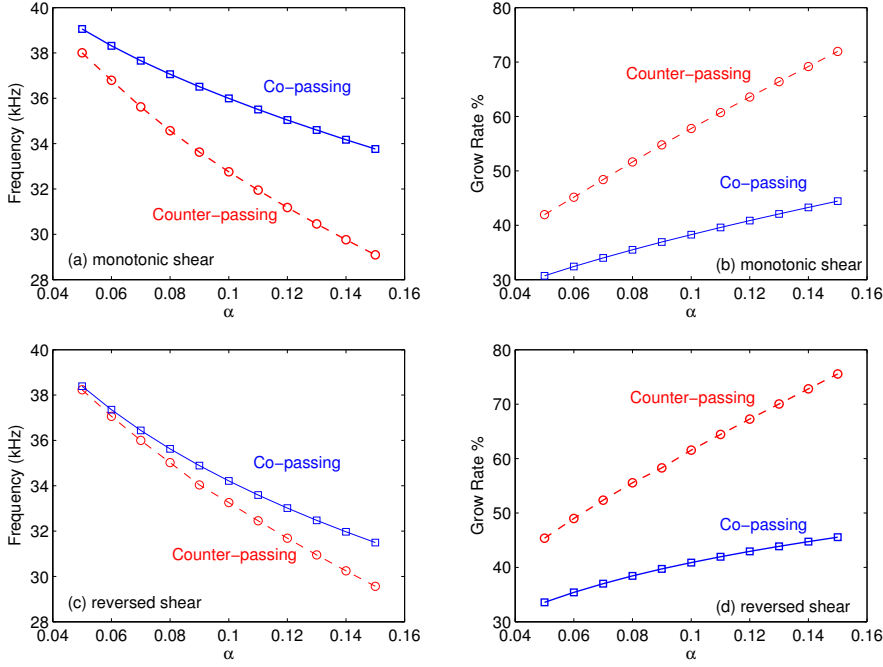 40
38
36
34
32
30
28
Frequency (kHz)
Co−passing
Counter−passing
(a) monotonic shear
0.04 0.06 0.08 0.1 0.12 0.14 0.16
α
80
70
60
50
40
30
Grow Rate %
Counter−passing
Co−passing
(b) monotonic shear
0.04 0.06 0.08 0.1 0.12 0.14 0.16
α
40
38
36
34
32
30
28
Frequency (kHz)
Co−passing
Counter−passing
(c) reversed shear
0.04 0.06 0.08 0.1 0.12 0.14 0.16
α
80
70
60
50
40
30
Grow Rate %
Counter−passing
Co−passing
(d) reversed shear
0.04 0.06 0.08 0.1 0.12 0.14 0.16
α